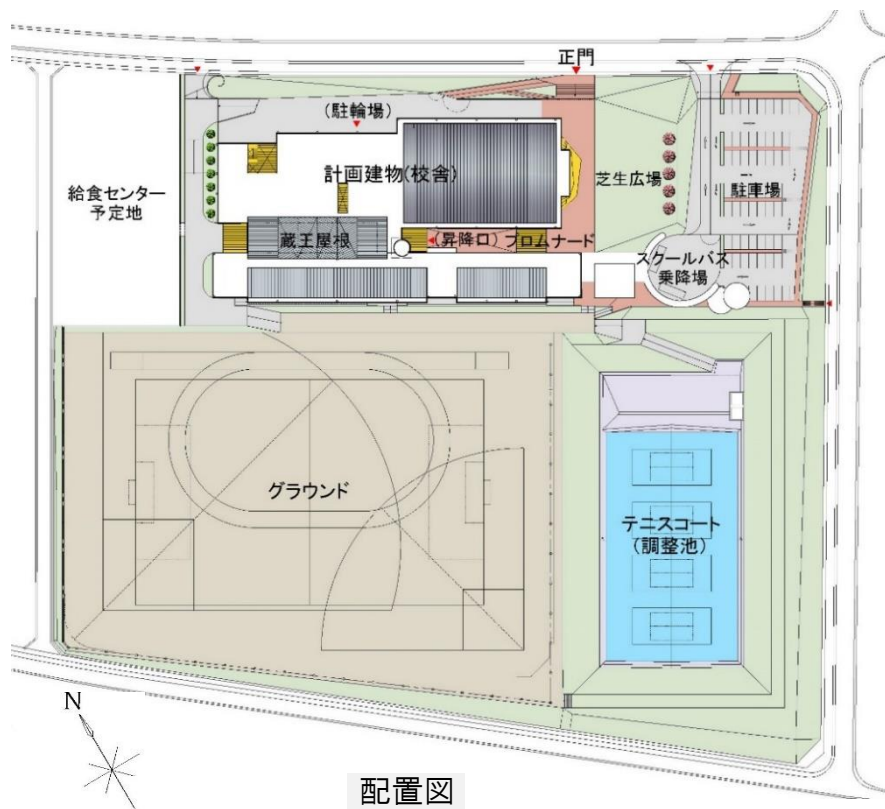 正門
(駐輪場)
計画建物(校舎)
芝生広場
駐車場
給食センター
予定地
蔵王屋根
(昇降口)
プロムナード
スクールバス
乗降場
グラウンド
テニスコート
(調整池)
N
配置図